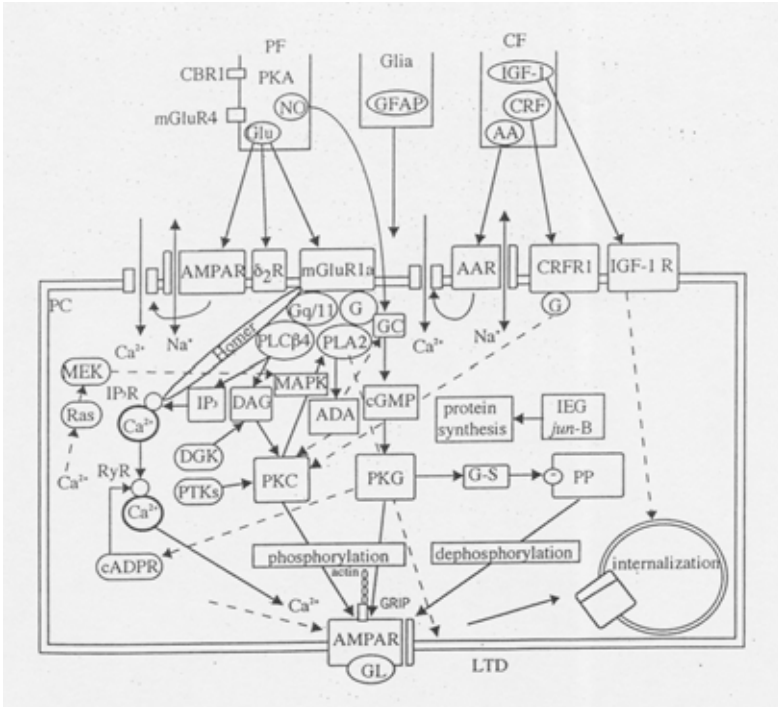 PF
Glia
CF
CBR1
PKA
mGluR4
NO
Glu
GFAP
IGF-1
CRF
AA
AMPAR
δ₂R
mGluR1a
AAR
CRFR1
IGF-1 R
PC
Gq/11
G
GC
G
Ca²⁺
Na⁺
Homer
PLCβ4
PLA2
Ca²⁺
Na⁺
MEK
MAPK
IP³R
IP₃
DAG
ADA
cGMP
protein
synthesis
IEG
jun-B
Ras
Ca²⁺
DGK
Ca²⁺
RyR
PTKs
PKC
PKG
G-S
-
PP
Ca²⁺
cADPR
phosphorylation
dephosphorylation
internalization
actin
Ca²⁺
GRIP
AMPAR
GL
LTD